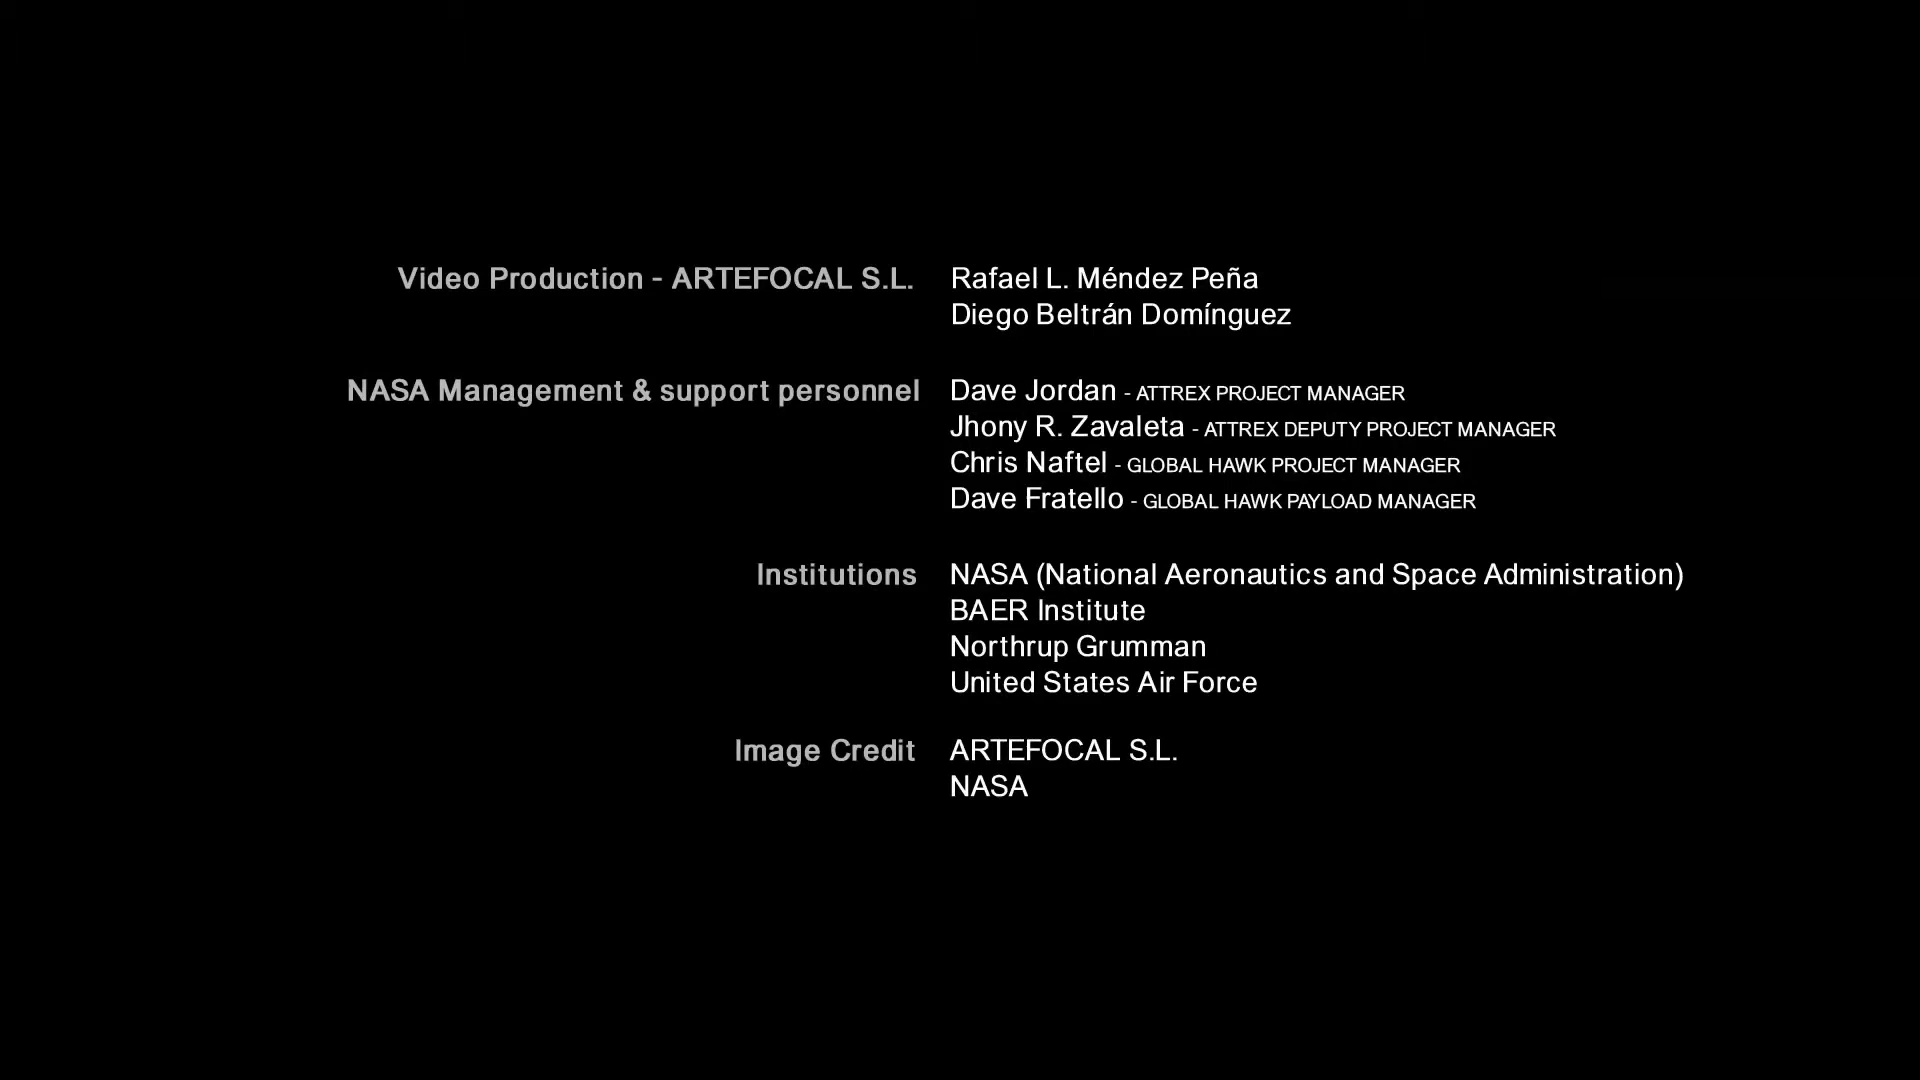 Video Production - ARTEFOCAL S.L. Rafael L. Méndez Peña
Diego Beltrán Domínguez
NASA Management & support personnel Dave Jordan - ATTREX PROJECT MANAGER
Jhony R. Zavaleta - ATTREX DEPUTY PROJECT MANAGER
Chris Naftel - GLOBAL HAWK PROJECT MANAGER
Dave Fratello - GLOBAL HAWK PAYLOAD MANAGER
Institutions NASA (National Aeronautics and Space Administration)
BAER Institute
Northrup Grumman
United States Air Force
Image Credit ARTEFOCAL S.L.
NASA